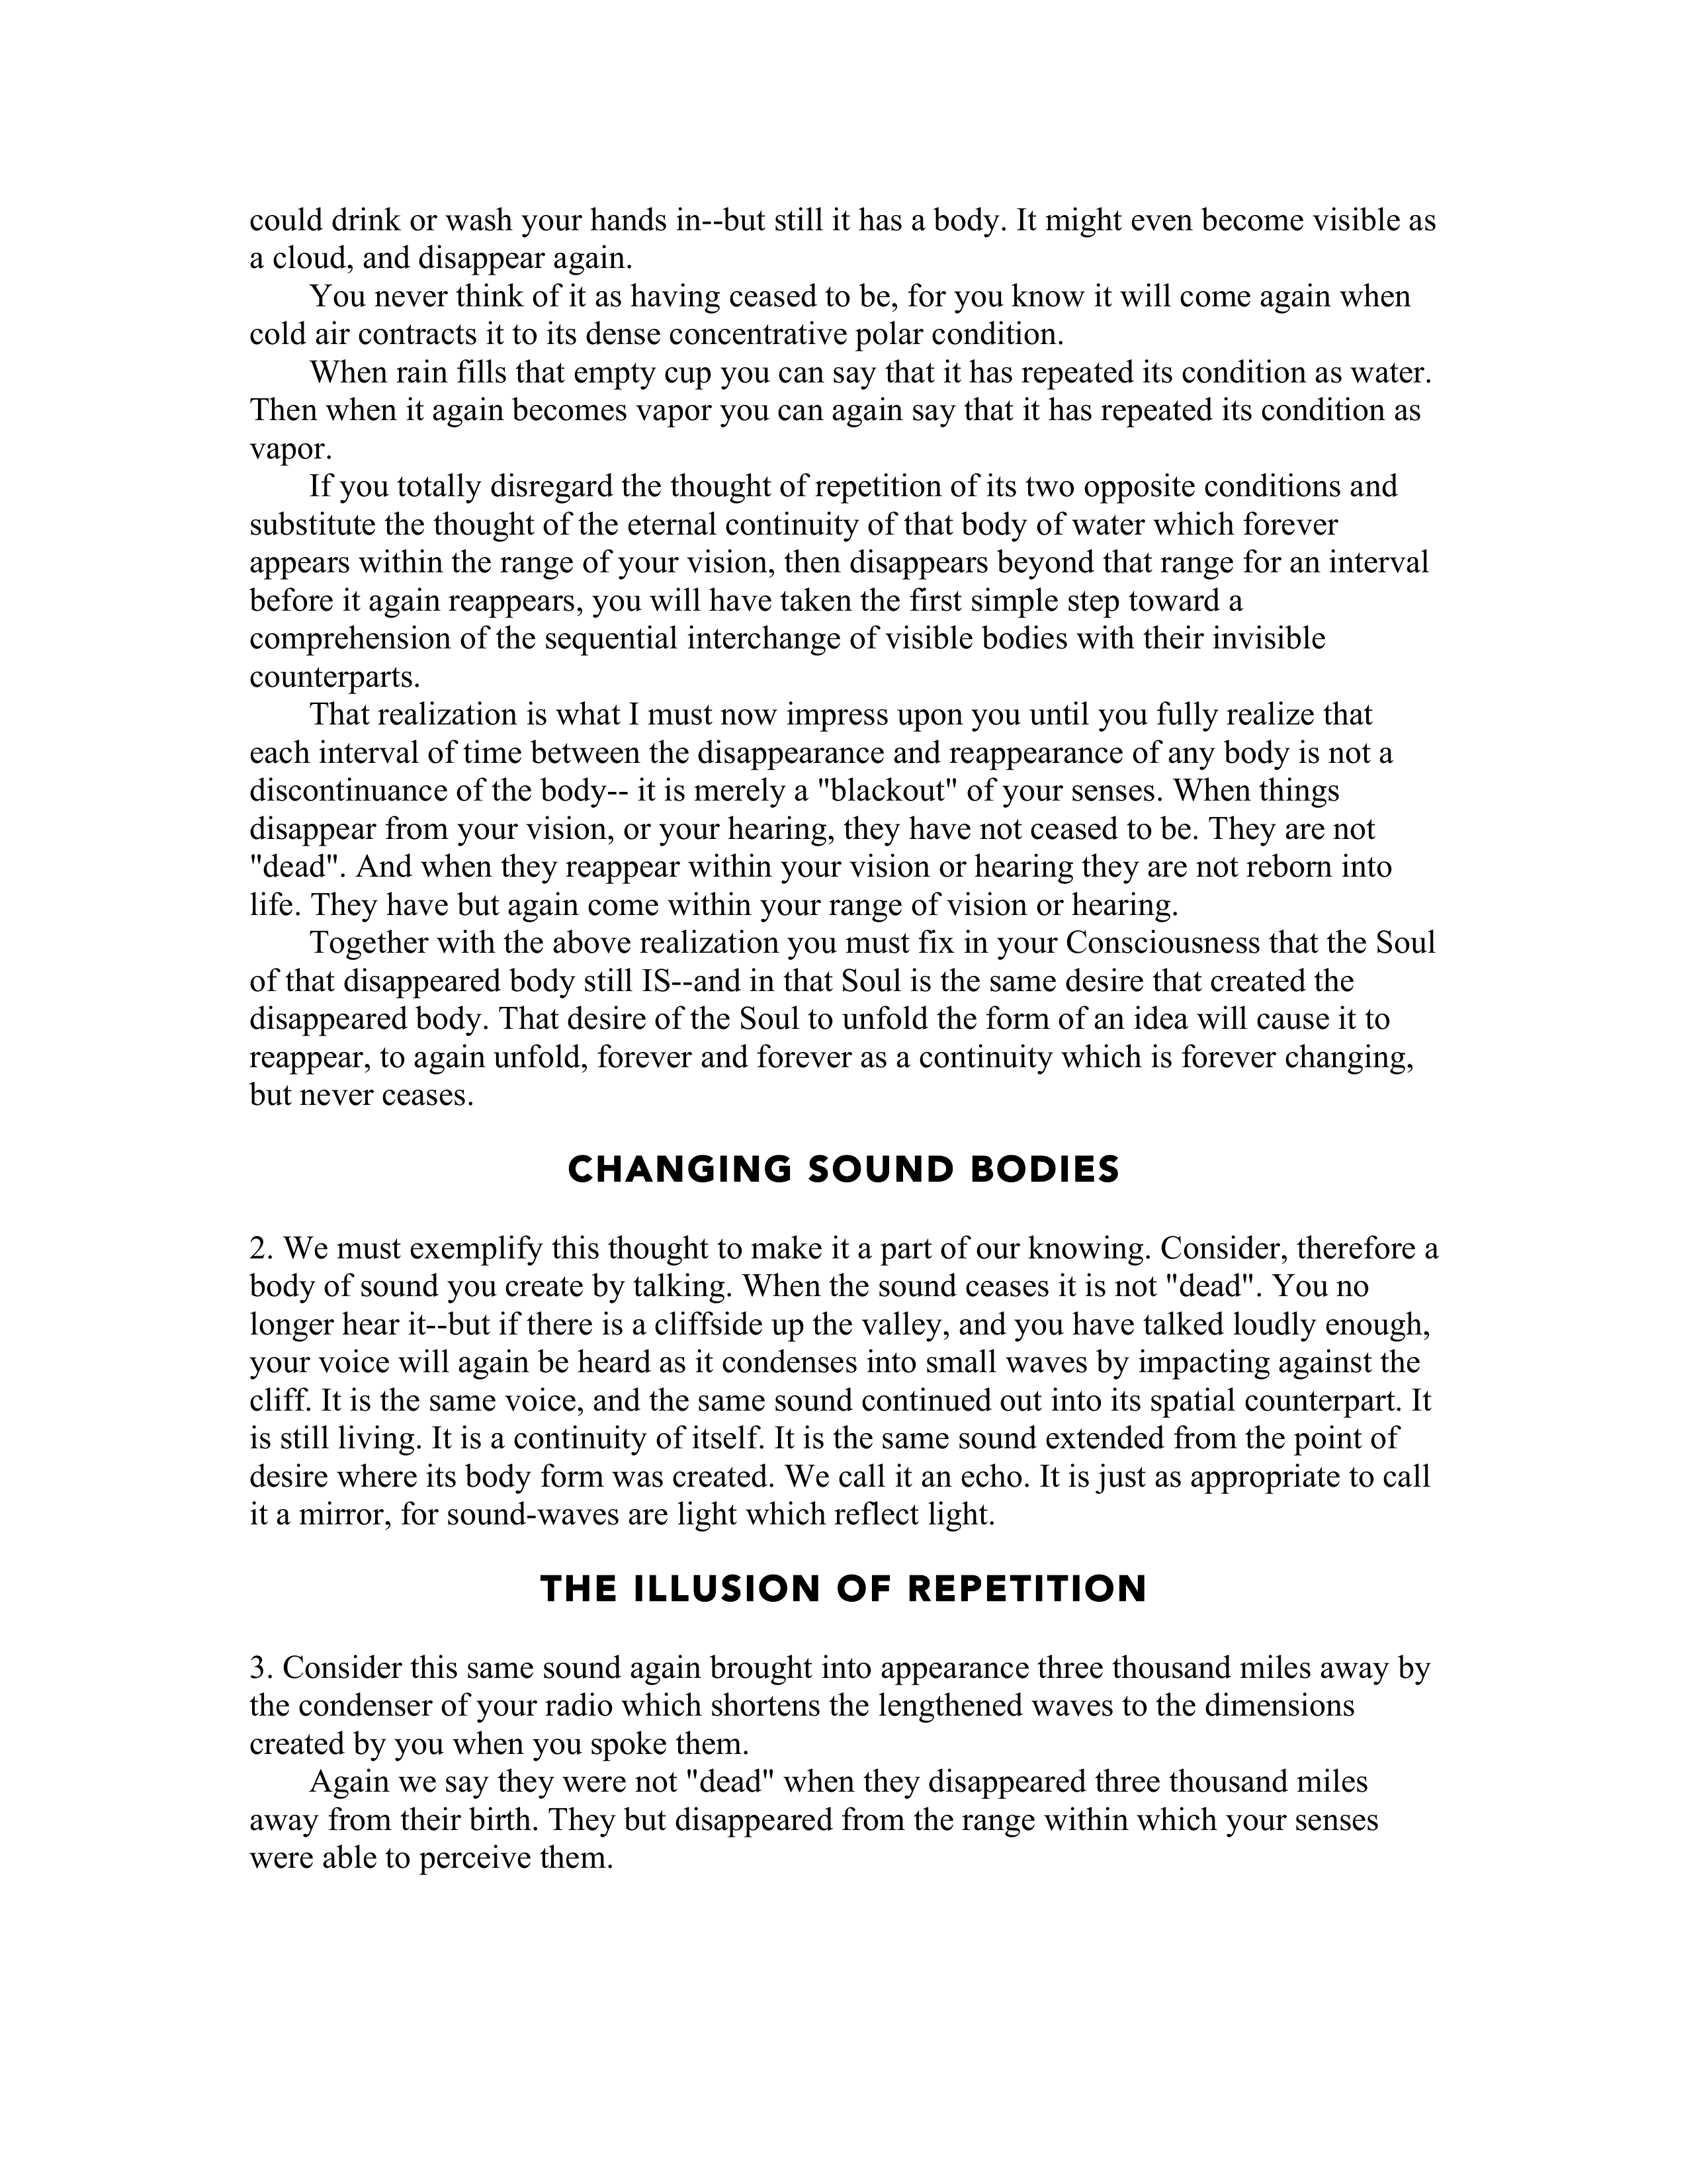 could drink or wash your hands in--but still it has a body. It might even become visible as
a cloud, and disappear again.
You never think of it as having ceased to be, for you know it will come again when
cold air contracts it to its dense concentrative polar condition.
When rain fills that empty cup you can say that it has repeated its condition as water.
Then when it again becomes vapor you can again say that it has repeated its condition as
vapor.
If you totally disregard the thought of repetition of its two opposite conditions and
substitute the thought of the eternal continuity of that body of water which forever
appears within the range of your vision, then disappears beyond that range for an interval
before it again reappears, you will have taken the first simple step toward a
comprehension of the sequential interchange of visible bodies with their invisible
counterparts.
That realization is what I must now impress upon you until you fully realize that
each interval of time between the disappearance and reappearance of any body is not a
discontinuance of the body-- it is merely a "blackout" of your senses. When things
disappear from your vision, or your hearing, they have not ceased to be. They are not
"dead". And when they reappear within your vision or hearing they are not reborn into
life. They have but again come within your range of vision or hearing.
Together with the above realization you must fix in your Consciousness that the Soul
of that disappeared body still IS--and in that Soul is the same desire that created the
disappeared body. That desire of the Soul to unfold the form of an idea will cause it to
reappear, to again unfold, forever and forever as a continuity which is forever changing,
but never ceases.
CHANGING SOUND BODIES
2. We must exemplify this thought to make it a part of our knowing. Consider, therefore a
body of sound you create by talking. When the sound ceases it is not "dead". You no
longer hear it--but if there is a cliffside up the valley, and you have talked loudly enough,
your voice will again be heard as it condenses into small waves by impacting against the
cliff. It is the same voice, and the same sound continued out into its spatial counterpart. It
is still living. It is a continuity of itself. It is the same sound extended from the point of
desire where its body form was created. We call it an echo. It is just as appropriate to call
it a mirror, for sound-waves are light which reflect light.
THE ILLUSION OF REPETITION
3. Consider this same sound again brought into appearance three thousand miles away by
the condenser of your radio which shortens the lengthened waves to the dimensions
created by you when you spoke them.
Again we say they were not "dead" when they disappeared three thousand miles
away from their birth. They but disappeared from the range within which your senses
were able to perceive them.